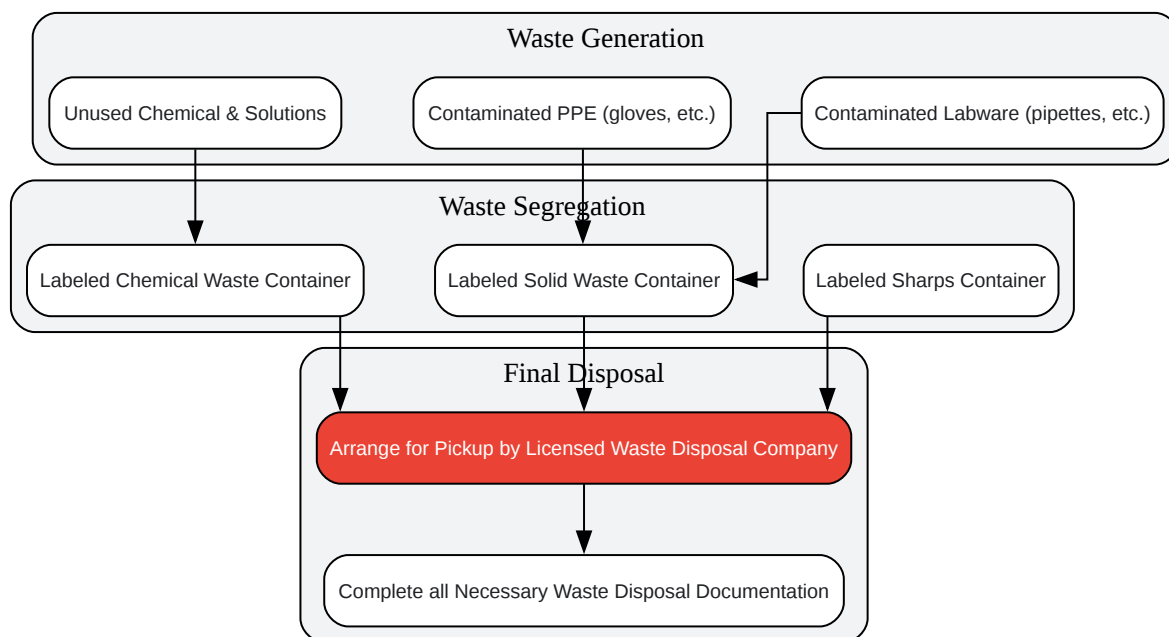 Waste Generation
Unused Chemical & Solutions
Contaminated PPE (gloves, etc.)
Contaminated Labware (pipettes, etc.)
Waste Segregation
Labeled Chemical Waste Container
Labeled Solid Waste Container
Labeled Sharps Container
Final Disposal
Arrange for Pickup by Licensed Waste Disposal Company
Complete all Necessary Waste Disposal Documentation